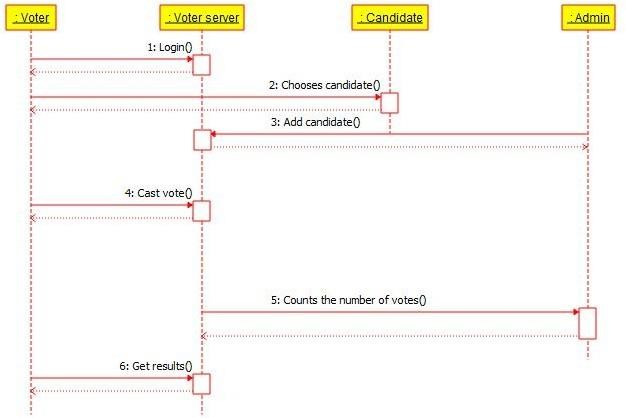 : Voter
: Voter server
: Candidate
: Admin
1: Login()
2: Chooses candidate()
3: Add candidate()
4: Cast vote()
5: Counts the number of votes()
6: Get results()